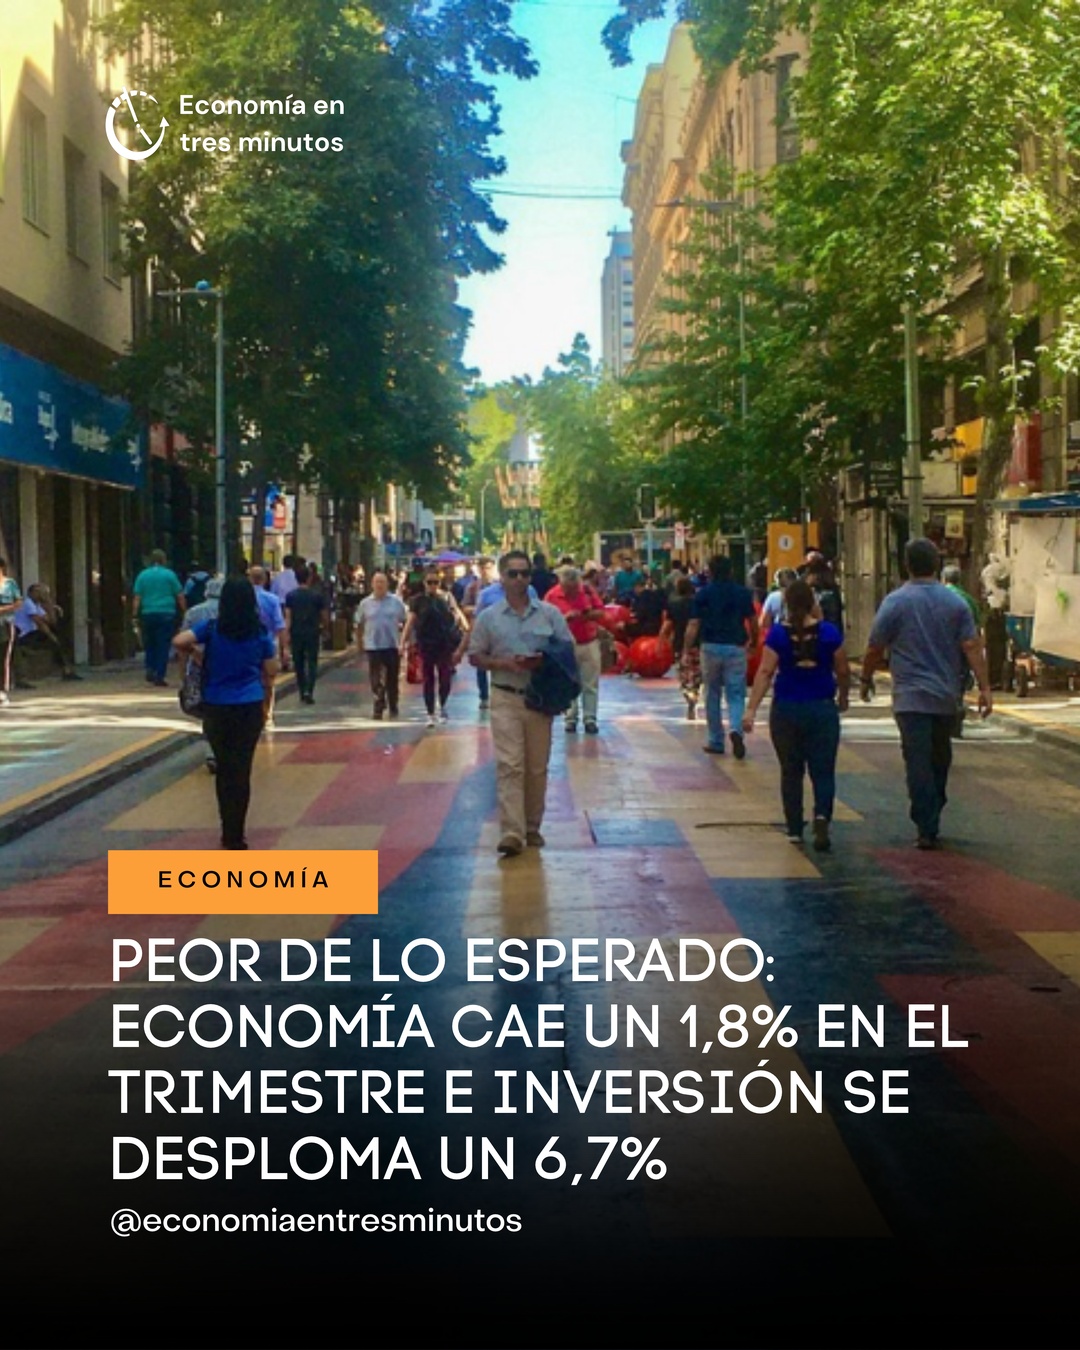 Economía en
tres minutos
ECONOMÍA
PEOR DE LO ESPERADO:
ECONOMÍA CAE UN 1,8% EN EL
TRIMESTRE E INVERSIÓN SE
DESPLOMA UN 6,7%
@economiaentresminutos